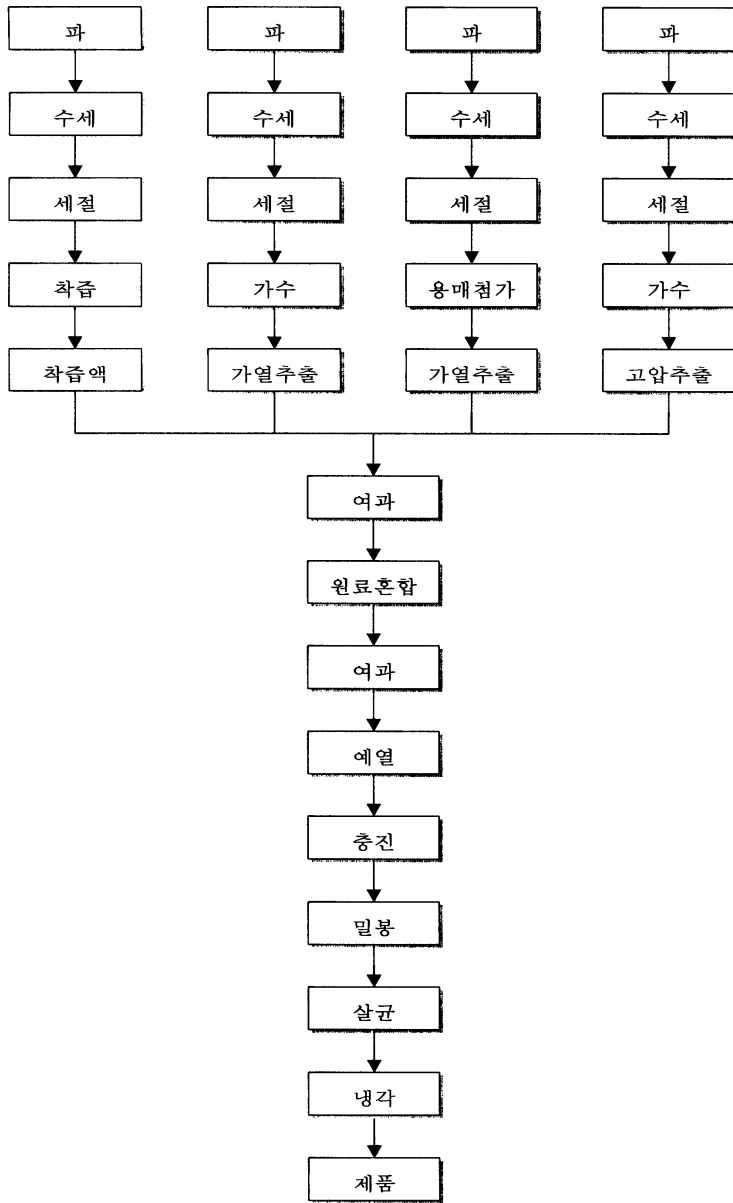 파 파 파 파
수세 수세 수세 수세
세절 세절 세절 세절
착즙 가수 용매첨가 가수
착즙액 가열추출 가열추출 고압추출
여과
원료혼합
여과
예열
충진
밀봉
살균
냉각
제품